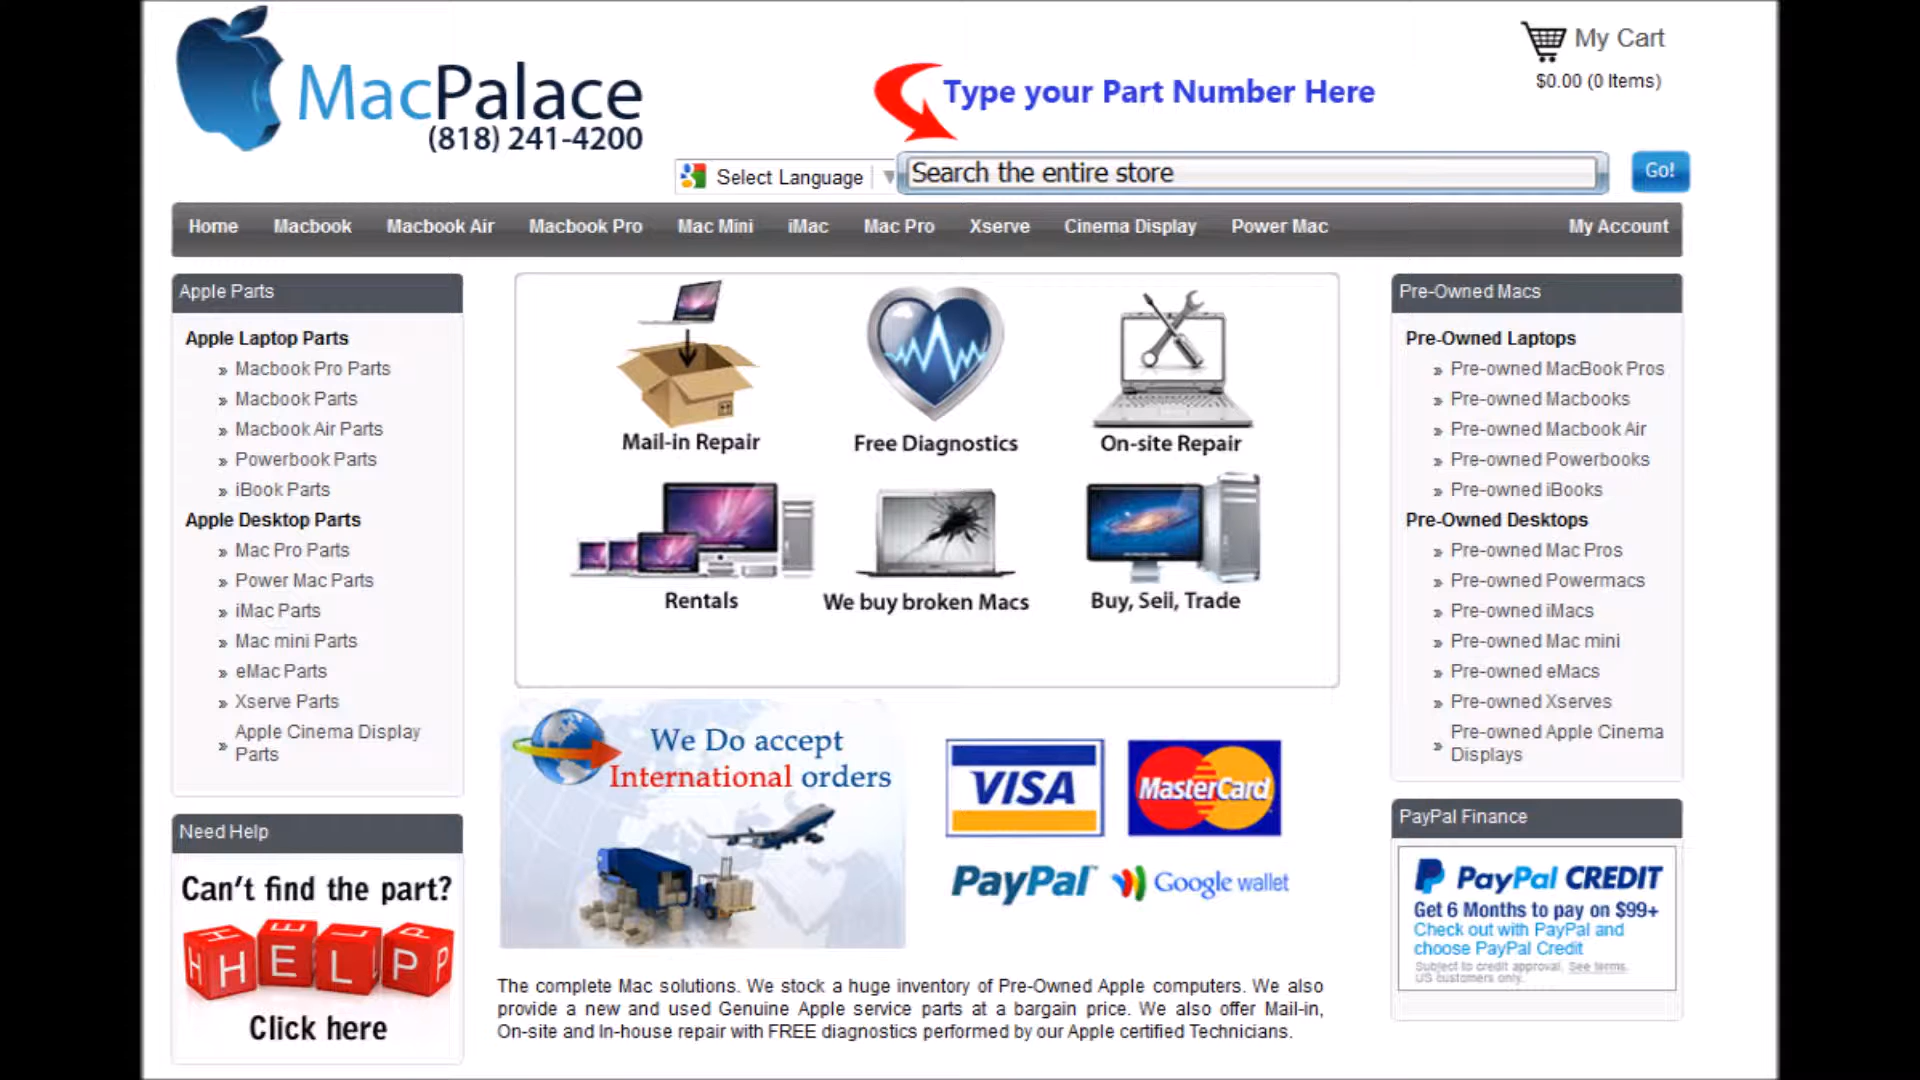 MacPalace
(818) 241-4200
Type your Part Number Here
My Cart
$0.00 (0 Items)
Select Language
Search the entire store
Go!
Home
Macbook
Macbook Air
Macbook Pro
Mac Mini
iMac
Mac Pro
Xserve
Cinema Display
Power Mac
My Account
Apple Parts
Apple Laptop Parts
» Macbook Pro Parts
» Macbook Parts
» Macbook Air Parts
» Powerbook Parts
» iBook Parts
Apple Desktop Parts
» Mac Pro Parts
» Power Mac Parts
» iMac Parts
» Mac mini Parts
» eMac Parts
» Xserve Parts
» Apple Cinema Display
Parts
Need Help
Can't find the part?
HELP
Click here
Mail-in Repair
Free Diagnostics
On-site Repair
Rentals
We buy broken Macs
Buy, Sell, Trade
We Do accept
International orders
VISA
MasterCard
PayPal
Google wallet
The complete Mac solutions. We stock a huge inventory of Pre-Owned Apple computers. We also
provide a new and used Genuine Apple service parts at a bargain price. We also offer Mail-in,
On-site and In-house repair with FREE diagnostics performed by our Apple certified Technicians.
Pre-Owned Macs
Pre-Owned Laptops
» Pre-owned MacBook Pros
» Pre-owned Macbooks
» Pre-owned Macbook Air
» Pre-owned Powerbooks
» Pre-owned iBooks
Pre-Owned Desktops
» Pre-owned Mac Pros
» Pre-owned Powermacs
» Pre-owned iMacs
» Pre-owned Mac mini
» Pre-owned eMacs
» Pre-owned Xserves
» Pre-owned Apple Cinema
Displays
PayPal Finance
PayPal CREDIT
Get 6 Months to pay on $99+
Check out with PayPal and
choose PayPal Credit
Subject to credit approval. See terms.
US customers only.